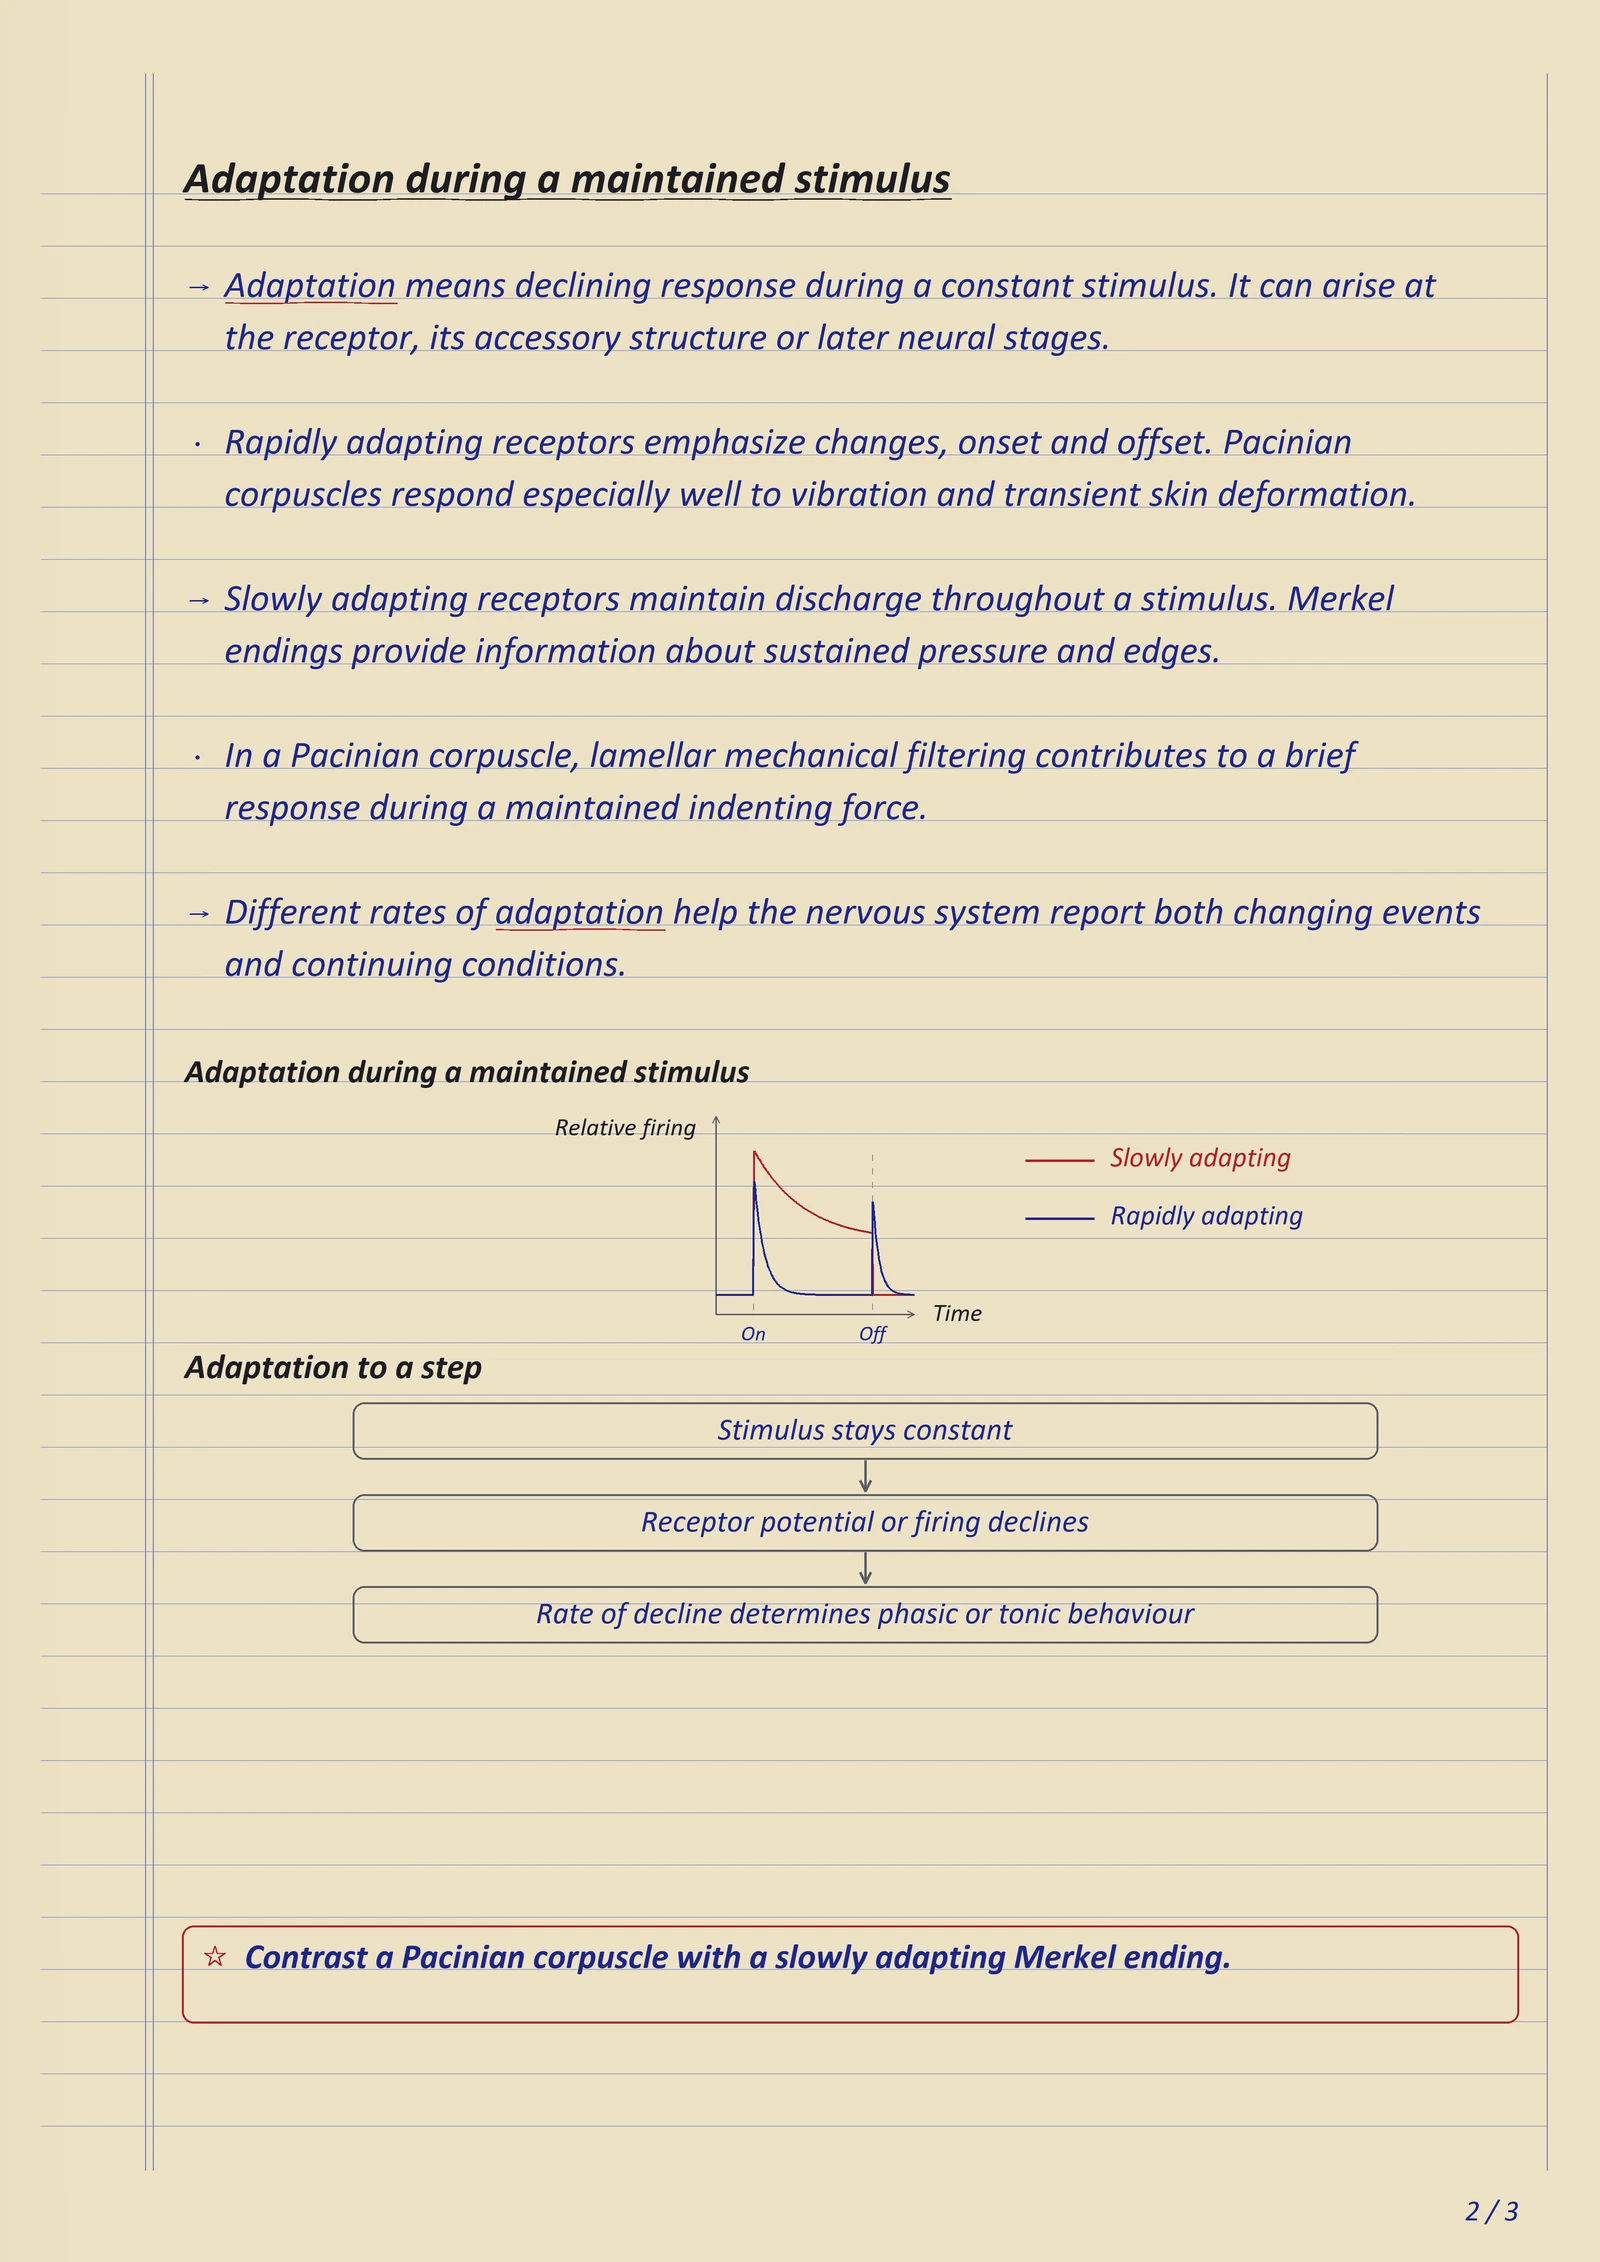 Adaptation during a maintained stimulus
→ Adaptation means declining response during a constant stimulus. It can arise at
the receptor, its accessory structure or later neural stages.
· Rapidly adapting receptors emphasize changes, onset and offset. Pacinian
corpuscles respond especially well to vibration and transient skin deformation.
→ Slowly adapting receptors maintain discharge throughout a stimulus. Merkel
endings provide information about sustained pressure and edges.
· In a Pacinian corpuscle, lamellar mechanical filtering contributes to a brief
response during a maintained indenting force.
→ Different rates of adaptation help the nervous system report both changing events
and continuing conditions.
Adaptation during a maintained stimulus
Relative firing
Slowly adapting
Rapidly adapting
Time
On Off
Adaptation to a step
Stimulus stays constant
Receptor potential or firing declines
Rate of decline determines phasic or tonic behaviour
☆ Contrast a Pacinian corpuscle with a slowly adapting Merkel ending.
2 / 3